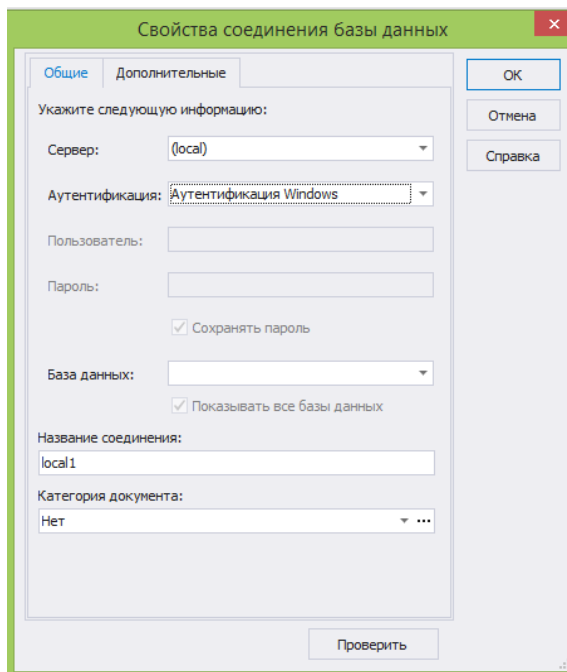 Свойства соединения базы данных
Общие
Дополнительные
OK
Укажите следующую информацию:
Отмена
Сервер:
(local)
Справка
Аутентификация:
Аутентификация Windows
Пользователь:
Пароль:
Сохранять пароль
База данных:
Показывать все базы данных
Название соединения:
local1
Категория документа:
Нет
Проверить